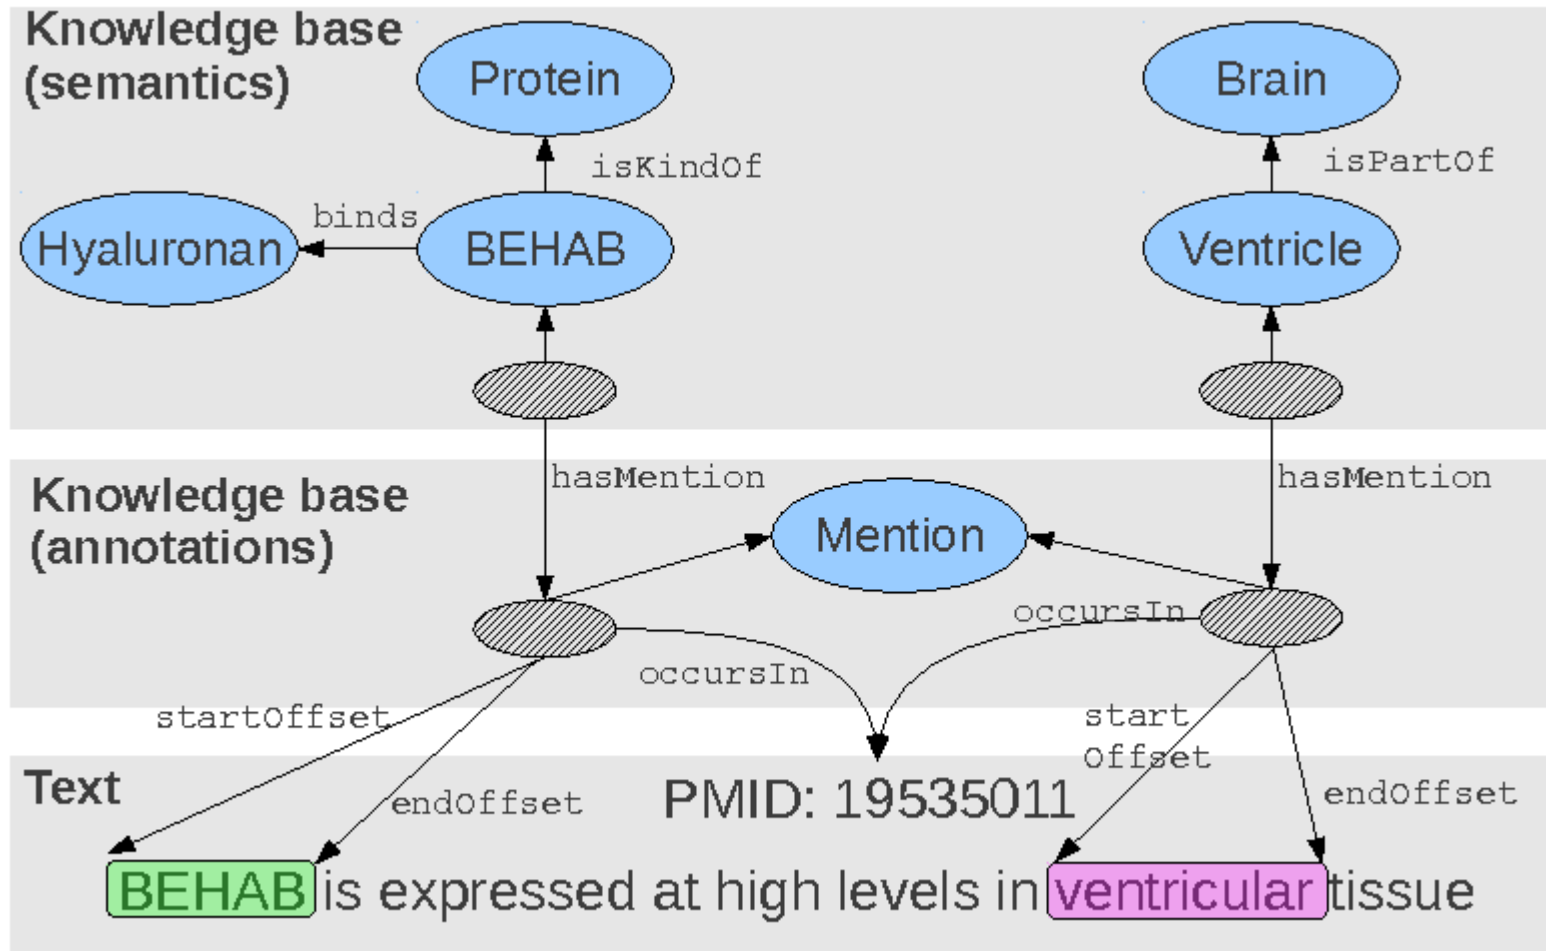 Knowledge base
(semantics)
Protein
Brain
isKindOf
isPartOf
binds
Hyaluronan
BEHAB
Ventricle
hasMention
hasMention
Knowledge base
(annotations)
Mention
occursIn
occursIn
startOffset
start
Offset
Text
endOffset
PMID: 19535011
endOffset
BEHAB is expressed at high levels in ventricular tissue